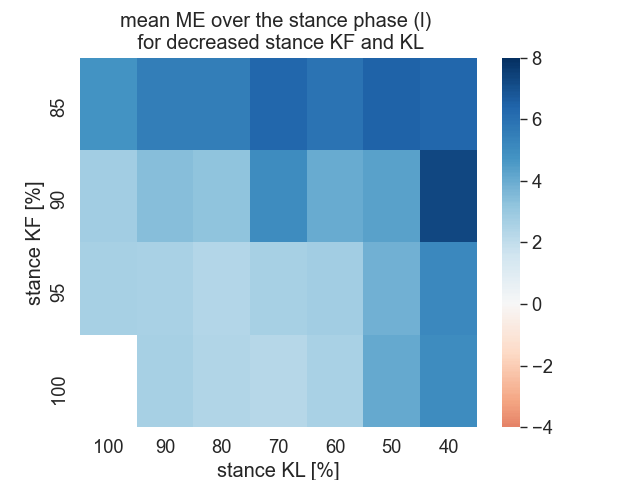 mean ME over the stance phase (I)
for decreased stance KF and KL
stance KF [%]
85
90
95
100
100 90 80 70 60 50 40
stance KL [%]
8
6
4
2
0
−2
−4